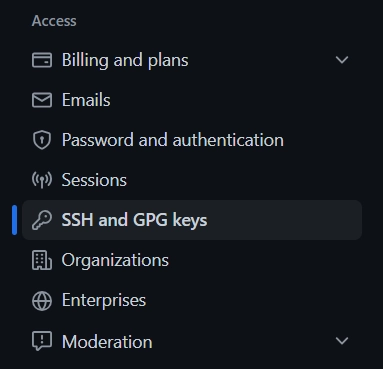 Access
Billing and plans
Emails
Password and authentication
Sessions
SSH and GPG keys
Organizations
Enterprises
Moderation